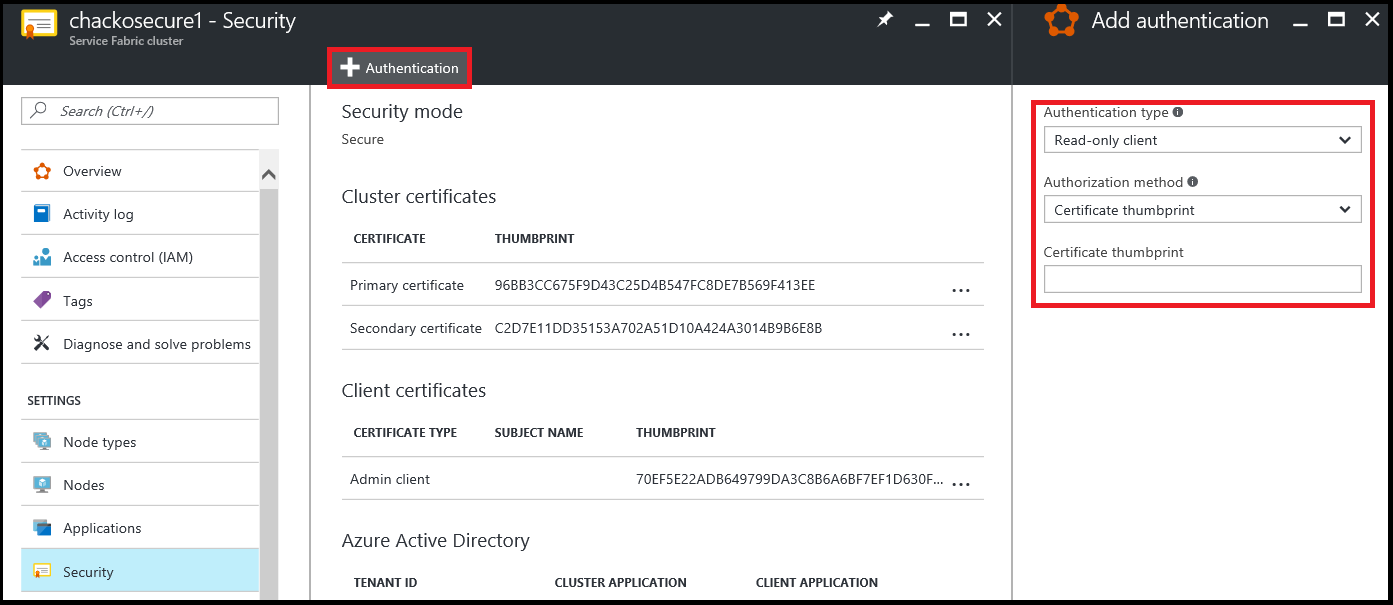 chackosecure1 - Security
Service Fabric cluster
Add authentication
Authentication
Search (Ctrl+/)
Overview
Activity log
Access control (IAM)
Tags
Diagnose and solve problems
SETTINGS
Node types
Nodes
Applications
Security
Security mode
Secure
Cluster certificates
CERTIFICATE THUMBPRINT
Primary certificate 96BB3CC675F9D43C25D4B547FC8DE7B569F413EE ...
Secondary certificate C2D7E11DD35153A702A51D10A424A3014B9B6E8B ...
Client certificates
CERTIFICATE TYPE SUBJECT NAME THUMBPRINT
Admin client 70EF5E22ADB649799DA3C8B6A6BF7EF1D630F... ...
Azure Active Directory
TENANT ID CLUSTER APPLICATION CLIENT APPLICATION
Authentication type
Read-only client
Authorization method
Certificate thumbprint
Certificate thumbprint